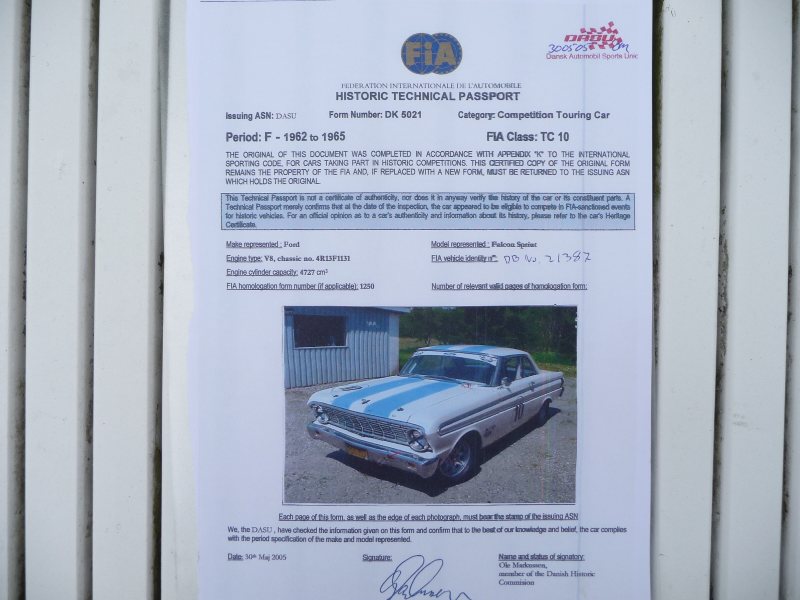 FiA
DASU
300505
Dansk Automobil Sports Union
FEDERATION INTERNATIONALE DE L'AUTOMOBILE
HISTORIC TECHNICAL PASSPORT
Issuing ASN: DASU Form Number: DK 5021 Category: Competition Touring Car
Period: F - 1962 to 1965 FIA Class: TC 10
THE ORIGINAL OF THIS DOCUMENT WAS COMPLETED IN ACCORDANCE WITH APPENDIX "K" TO THE INTERNATIONAL
SPORTING CODE, FOR CARS TAKING PART IN HISTORIC COMPETITIONS. THIS CERTIFIED COPY OF THE ORIGINAL FORM
REMAINS THE PROPERTY OF THE FIA AND, IF REPLACED WITH A NEW FORM, MUST BE RETURNED TO THE ISSUING ASN
WHICH HOLDS THE ORIGINAL.
This Technical Passport is not a certificate of authenticity, nor does it in anyway verify the history of the car or its constituent parts. A
Technical Passport merely confirms that at the date of the inspection, the car appeared to be eligible to compete in FIA-sanctioned events
for historic vehicles. For an official opinion as to a car's authenticity and information about its history, please refer to the car's Heritage
Certificate.
Make represented : Ford Model represented : Falcon Sprint
Engine type: V8, chassis no. 4R13F1131 FIA vehicle identity n°: DB No. 21387
Engine cylinder capacity: 4727 cm³
FIA homologation form number (if applicable): 1250 Number of relevant valid pages of homologation form:
Each page of this form, as well as the edge of each photograph, must bear the stamp of the issuing ASN
We, the DASU , have checked the information given on this form and confirm that to the best of our knowledge and belief, the car complies
with the period specification of the make and model represented.
Date: 30th Maj 2005 Signature: Name and status of signatory:
Ole Markussen,
member of the Danish Historic
Commision